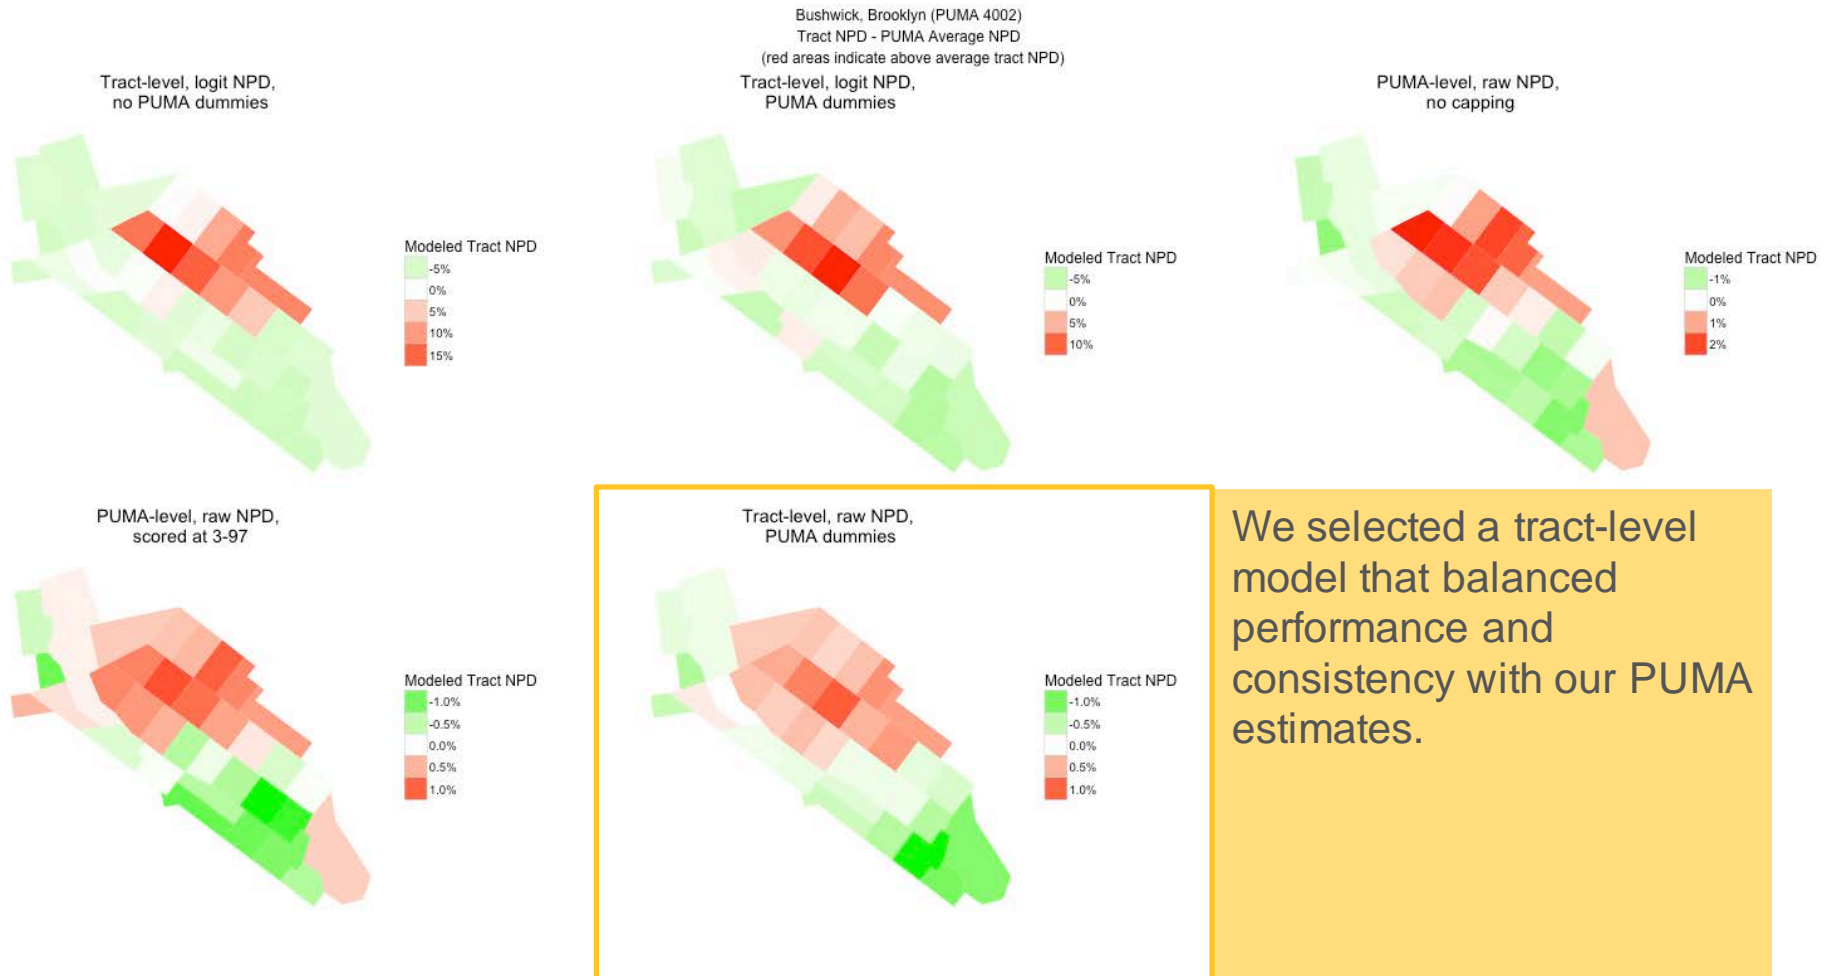 Bushwick, Brooklyn (PUMA 4002)
Tract NPD - PUMA Average NPD
(red areas indicate above average tract NPD)
Tract-level, logit NPD,
no PUMA dummies
Modeled Tract NPD
-5%
0%
5%
10%
15%
Tract-level, logit NPD,
PUMA dummies
Modeled Tract NPD
-5%
0%
5%
10%
PUMA-level, raw NPD,
no capping
Modeled Tract NPD
-1%
0%
1%
2%
PUMA-level, raw NPD,
scored at 3-97
Modeled Tract NPD
-1.0%
-0.5%
0.0%
0.5%
1.0%
Tract-level, raw NPD,
PUMA dummies
Modeled Tract NPD
-1.0%
-0.5%
0.0%
0.5%
1.0%
We selected a tract-level
model that balanced
performance and
consistency with our PUMA
estimates.